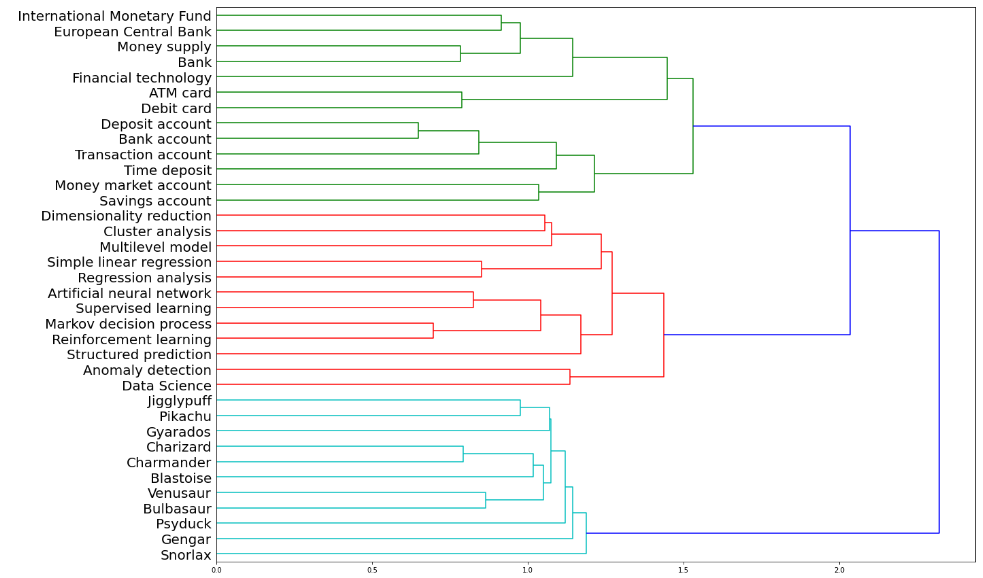 International Monetary Fund
European Central Bank
Money supply
Bank
Financial technology
ATM card
Debit card
Deposit account
Bank account
Transaction account
Time deposit
Money market account
Savings account
Dimensionality reduction
Cluster analysis
Multilevel model
Simple linear regression
Regression analysis
Artificial neural network
Supervised learning
Markov decision process
Reinforcement learning
Structured prediction
Anomaly detection
Data Science
Jigglypuff
Pikachu
Gyarados
Charizard
Charmander
Blastoise
Venusaur
Bulbasaur
Psyduck
Gengar
Snorlax
0.0 0.5 1.0 1.5 2.0